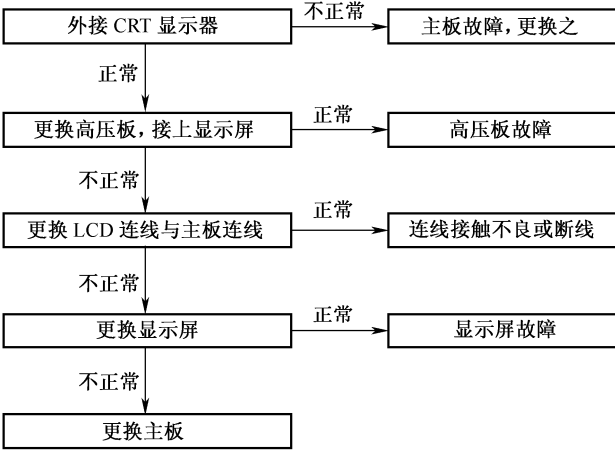 外接 CRT 显示器
不正常
主板故障，更换之
正常
更换高压板，接上显示屏
正常
高压板故障
不正常
更换 LCD 连线与主板连线
正常
连线接触不良或断线
不正常
更换显示屏
正常
显示屏故障
不正常
更换主板